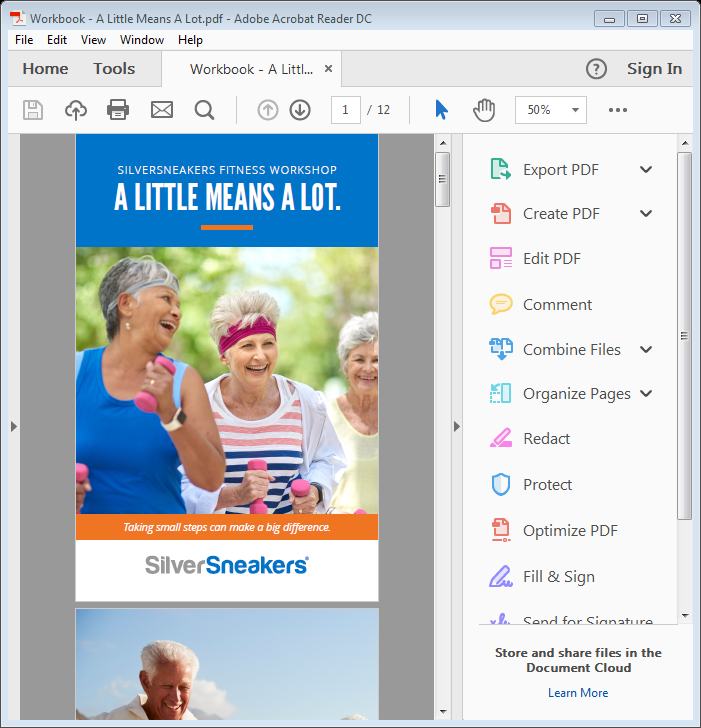 Workbook - A Little Means A Lot.pdf - Adobe Acrobat Reader DC
File Edit View Window Help
Home Tools Workbook - A Littl... × ? Sign In
1 / 12 50%
SILVERSNEAKERS FITNESS WORKSHOP
A LITTLE MEANS A LOT.
Taking small steps can make a big difference.
SilverSneakers®
Export PDF
Create PDF
Edit PDF
Comment
Combine Files
Organize Pages
Redact
Protect
Optimize PDF
Fill & Sign
Send for Signature
Store and share files in the
Document Cloud
Learn More